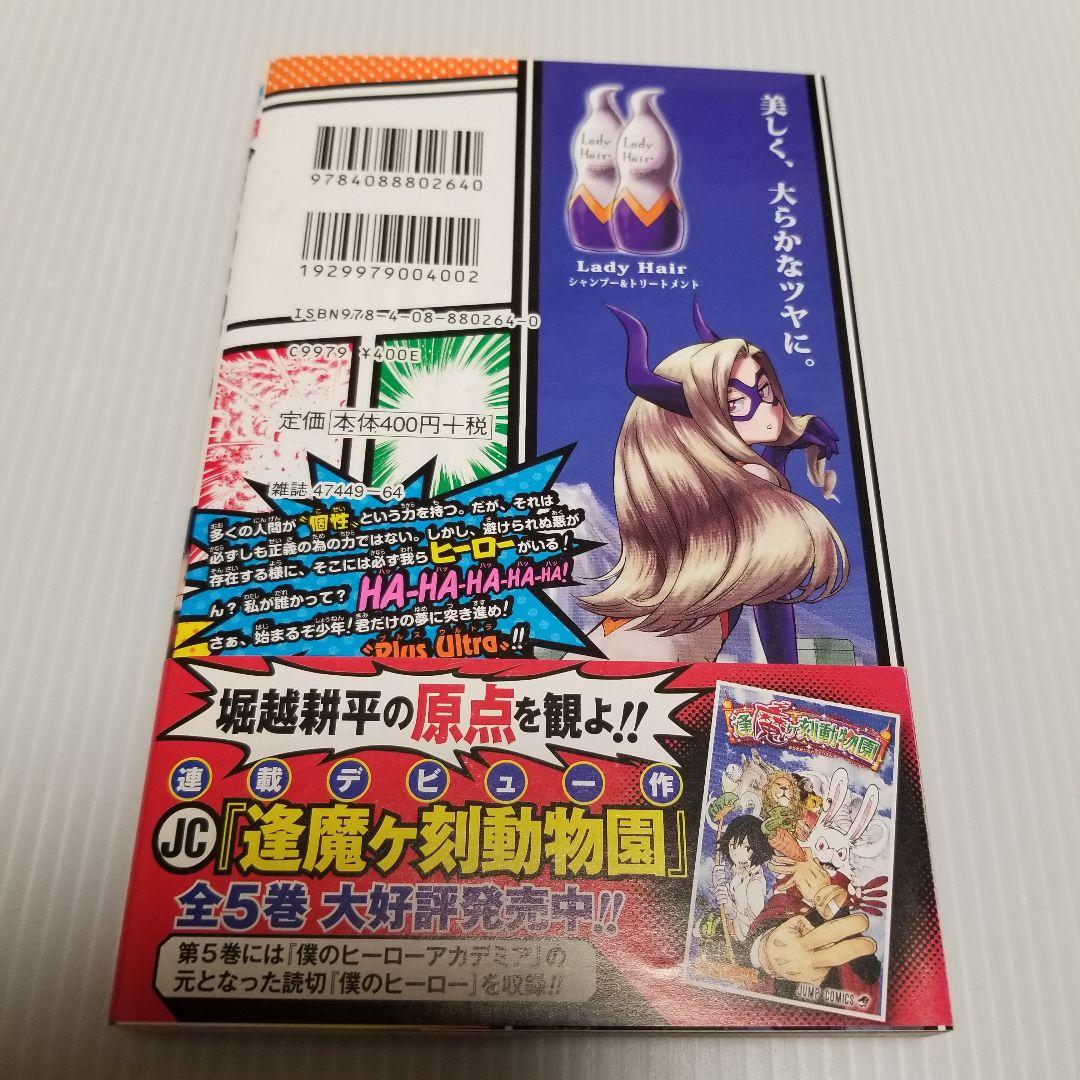 9784088802640
1929979004002
ISBN978-4-08-880264-0
C9979 ¥400E
定価 本体400円+税
雑誌 47449-64
Lady Hair
Lady Hair
Lady Hair
シャンプー&トリートメント
美しく、大らかなツヤに。
多くの人間が“個性”という力を持つ。だが、それは
必ずしも正義の為の力ではない。しかし、避けられぬ悪が
存在する様に、そこには必ず我らヒーローがいる!
ん? 私が誰かって? HA-HA-HA-HA-HA!
さぁ、始まるぞ少年! 君だけの夢に突き進め!
“Plus Ultra”!!
堀越耕平の原点を観よ!!
連載デビュー作
JC『逢魔ヶ刻動物園』
全5巻 大好評発売中!!
第5巻には『僕のヒーローアカデミア』の
元となった読切『僕のヒーロー』を収録!!
逢魔ヶ刻動物園
JUMP COMICS